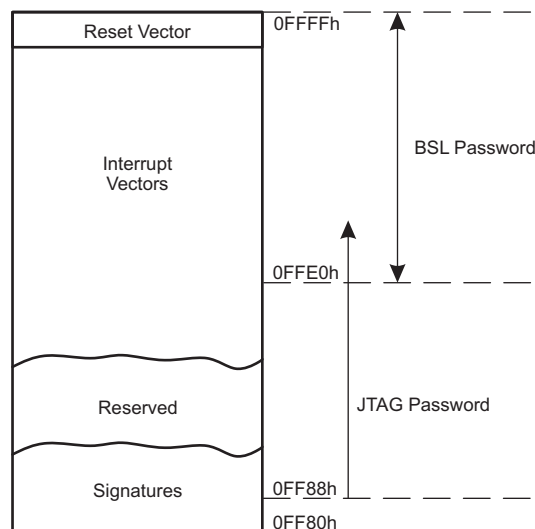 Reset Vector
0FFFFh
BSL Password
Interrupt
Vectors
0FFE0h
Reserved
JTAG Password
Signatures
0FF88h
0FF80h